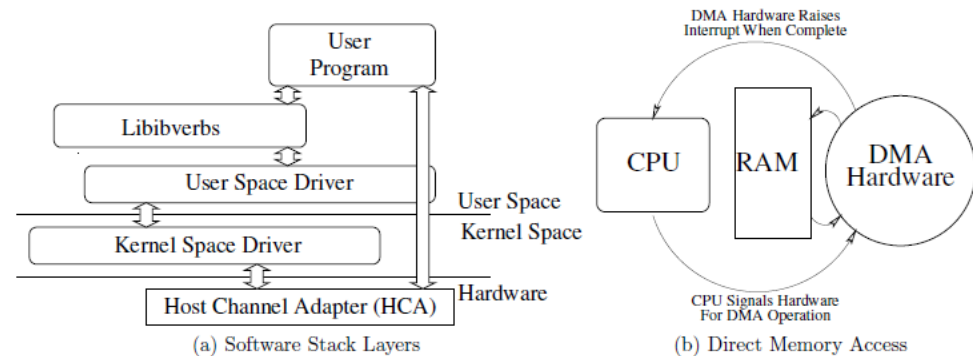 User
Program
Libibverbs
User Space Driver
User Space
Kernel Space
Kernel Space Driver
Hardware
Host Channel Adapter (HCA)
(a) Software Stack Layers
DMA Hardware Raises
Interrupt When Complete
CPU
RAM
DMA
Hardware
CPU Signals Hardware
For DMA Operation
(b) Direct Memory Access